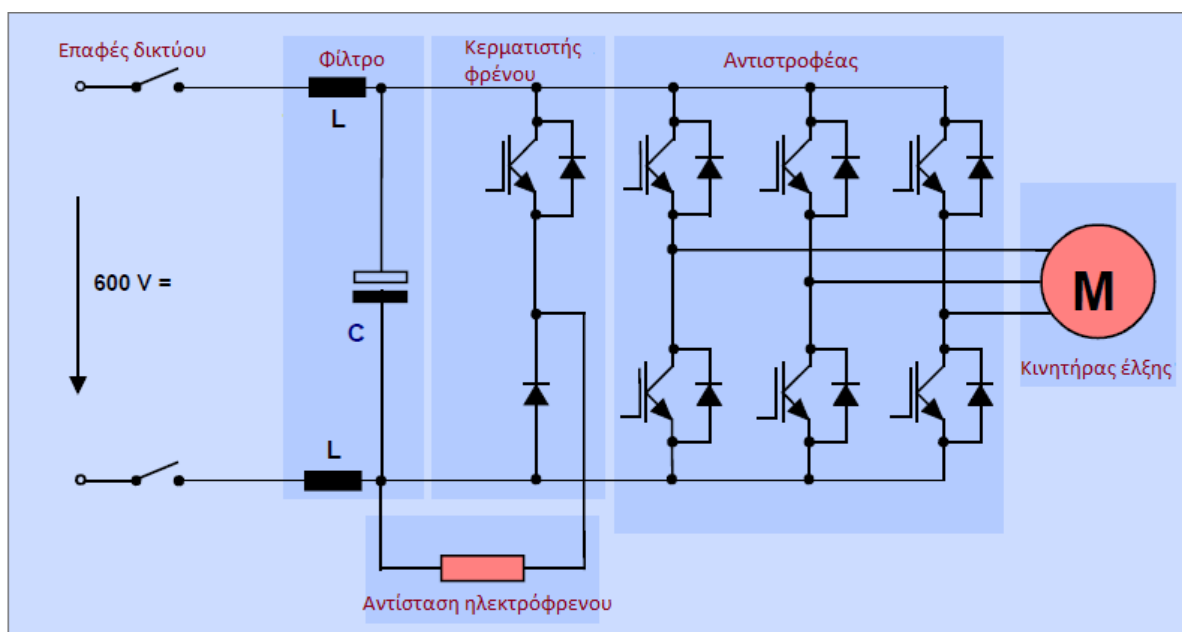 Επαφές δικτύου
Φίλτρο
Κερματιστής
φρένου
Αντιστροφέας
L
600 V =
C
M
Κινητήρας έλξης
L
Αντίσταση ηλεκτρόφρενου